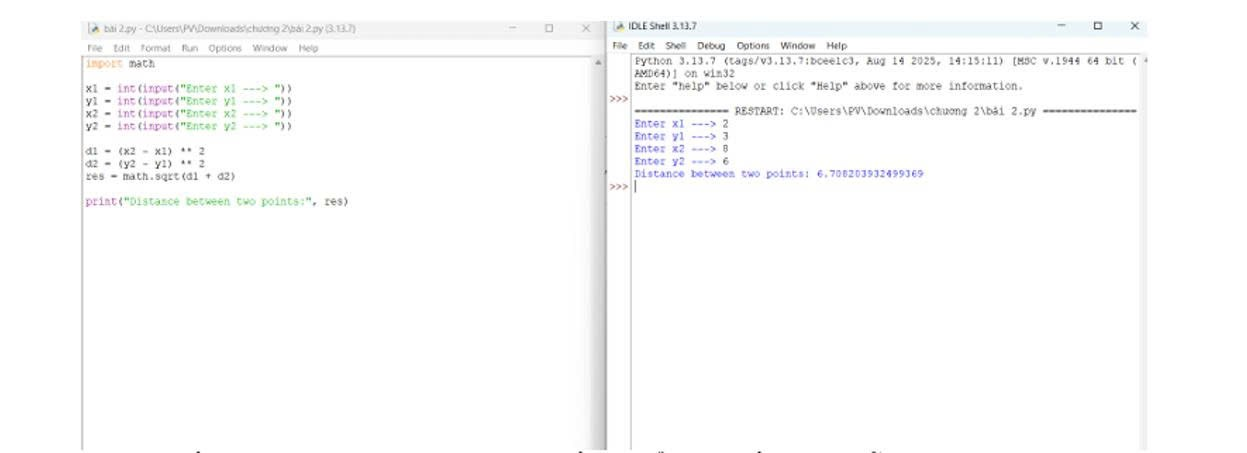 bài 2.py - C:\Users\PV\Downloads\chương 2\bài 2.py (3.13.7)
File Edit Format Run Options Window Help
import math
x1 = int(input("Enter x1 ---> "))
y1 = int(input("Enter y1 ---> "))
x2 = int(input("Enter x2 ---> "))
y2 = int(input("Enter y2 ---> "))
d1 = (x2 - x1) ** 2
d2 = (y2 - y1) ** 2
res = math.sqrt(d1 + d2)
print("Distance between two points:", res)
IDLE Shell 3.13.7
File Edit Shell Debug Options Window Help
Python 3.13.7 (tags/v3.13.7:bcee1c3, Aug 14 2025, 14:15:11) [MSC v.1944 64 bit (
AMD64)] on win32
Enter "help" below or click "Help" above for more information.
>>>
=============== RESTART: C:\Users\PV\Downloads\chương 2\bài 2.py ===============
Enter x1 ---> 2
Enter y1 ---> 3
Enter x2 ---> 8
Enter y2 ---> 6
Distance between two points: 6.708203932499369
>>>